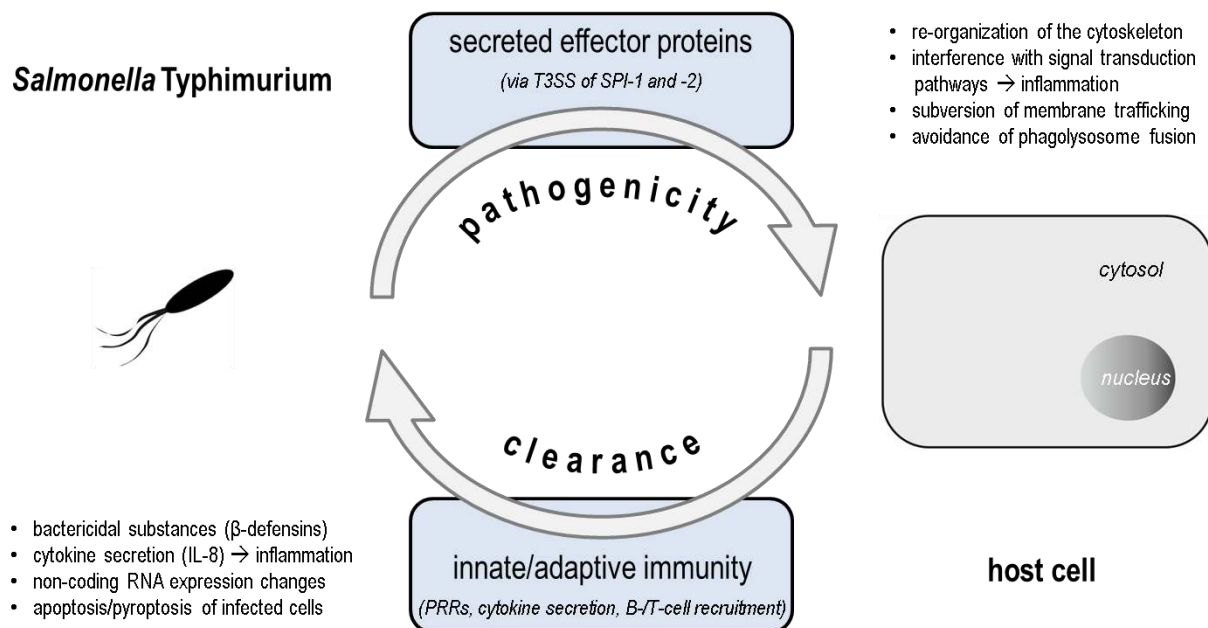 Salmonella Typhimurium
secreted effector proteins
(via T3SS of SPI-1 and -2)
• re-organization of the cytoskeleton
• interference with signal transduction
pathways → inflammation
• subversion of membrane trafficking
• avoidance of phagolysosome fusion
pathogenicity
cytosol
nucleus
clearance
• bactericidal substances (β-defensins)
• cytokine secretion (IL-8) → inflammation
• non-coding RNA expression changes
• apoptosis/pyroptosis of infected cells
innate/adaptive immunity
(PRRs, cytokine secretion, B-/T-cell recruitment)
host cell